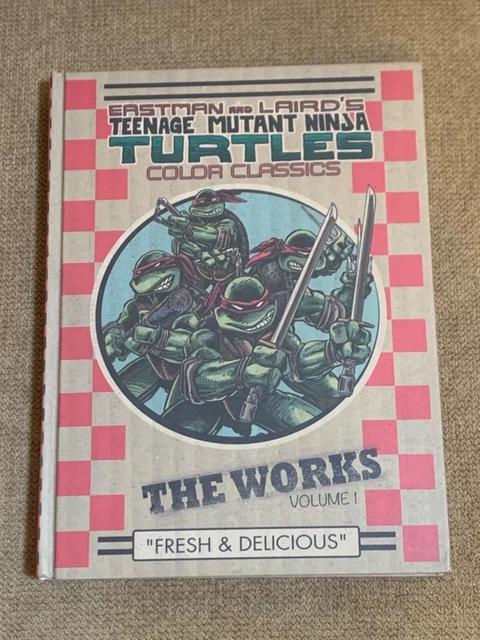 EASTMAN AND LAIRD'S
TEENAGE MUTANT NINJA
TURTLES
COLOR CLASSICS
THE WORKS
VOLUME 1
"FRESH & DELICIOUS"